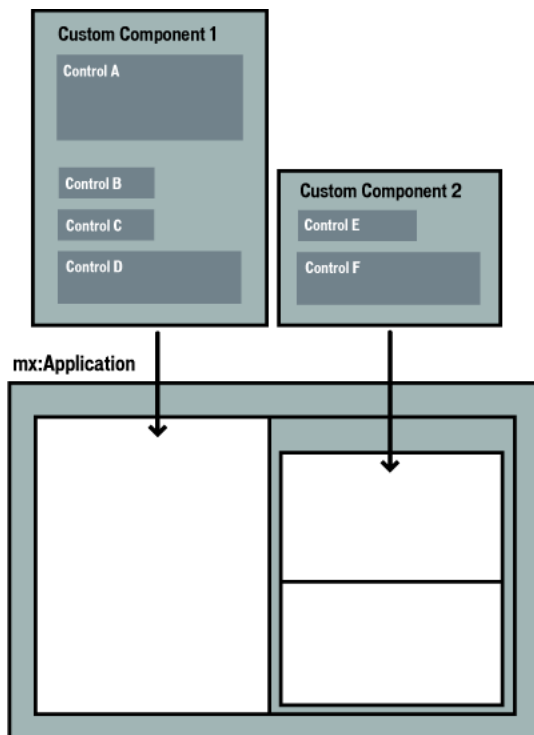 Custom Component 1
Control A
Control B
Control C
Control D
Custom Component 2
Control E
Control F
mx:Application